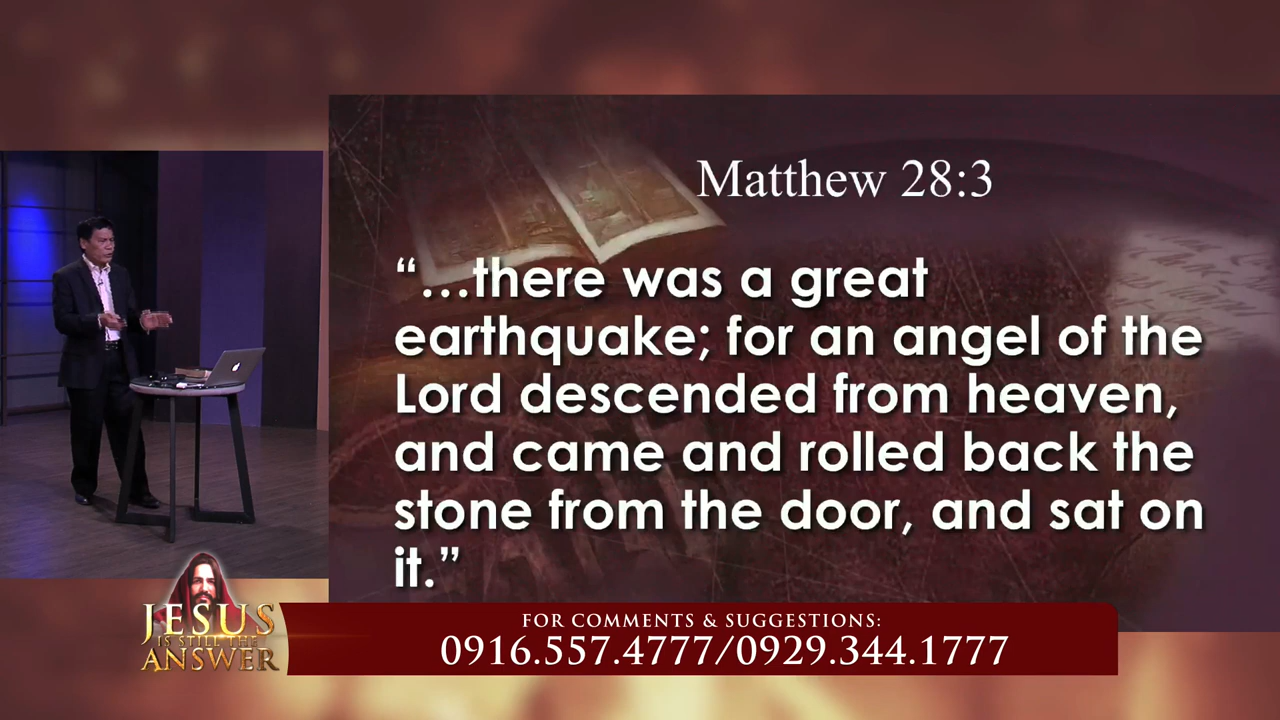 Matthew 28:3
“…there was a great
earthquake; for an angel of the
Lord descended from heaven,
and came and rolled back the
stone from the door, and sat on
it.”
JESUS
IS STILL THE
ANSWER
FOR COMMENTS & SUGGESTIONS:
0916.557.4777/0929.344.1777